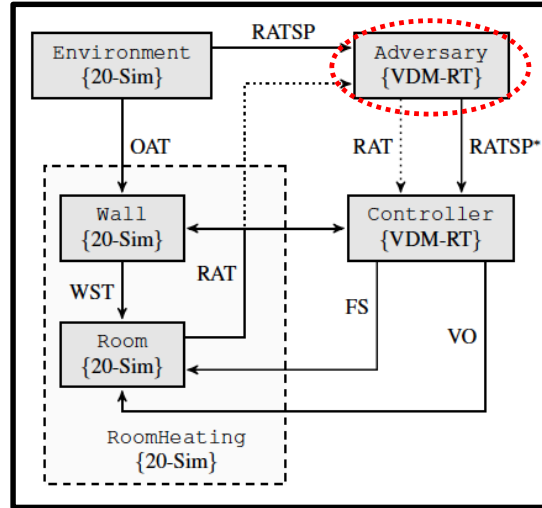 RATSP
Environment
{20-Sim}
Adversary
{VDM-RT}
OAT
RAT
RATSP*
Wall
{20-Sim}
Controller
{VDM-RT}
WST
RAT
FS
VO
Room
{20-Sim}
RoomHeating
{20-Sim}